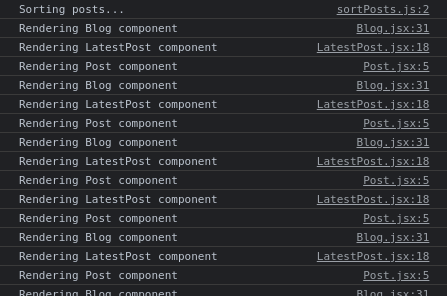 Sorting posts... sortPosts.js:2
Rendering Blog component Blog.jsx:31
Rendering LatestPost component LatestPost.jsx:18
Rendering Post component Post.jsx:5
Rendering Blog component Blog.jsx:31
Rendering LatestPost component LatestPost.jsx:18
Rendering Post component Post.jsx:5
Rendering Blog component Blog.jsx:31
Rendering LatestPost component LatestPost.jsx:18
Rendering Post component Post.jsx:5
Rendering LatestPost component LatestPost.jsx:18
Rendering Post component Post.jsx:5
Rendering Blog component Blog.jsx:31
Rendering LatestPost component LatestPost.jsx:18
Rendering Post component Post.jsx:5
Rendering Blog component Blog.jsx:31